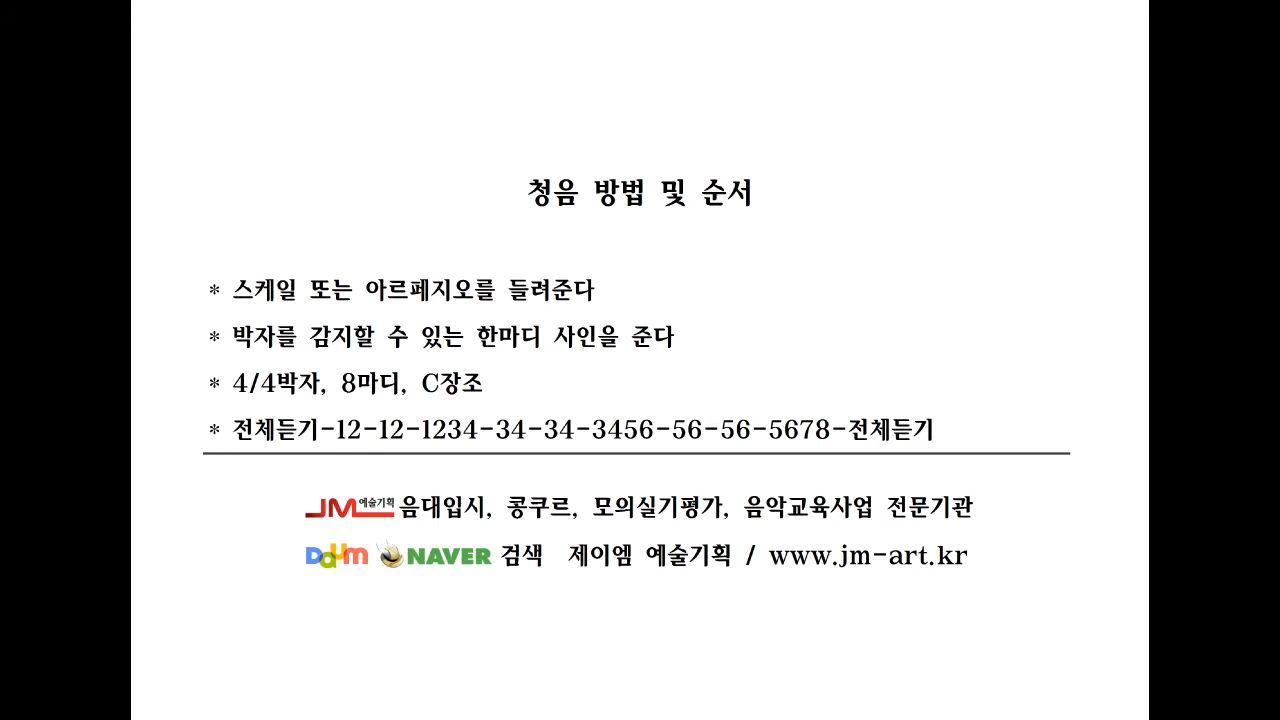 청음 방법 및 순서
* 스케일 또는 아르페지오를 들려준다
* 박자를 감지할 수 있는 한마디 사인을 준다
* 4/4박자, 8마디, C장조
* 전체듣기-12-12-1234-34-34-3456-56-56-5678-전체듣기
JM예술기획 음대입시, 콩쿠르, 모의실기평가, 음악교육사업 전문기관
Daum NAVER 검색 제이엠 예술기획 / www.jm-art.kr